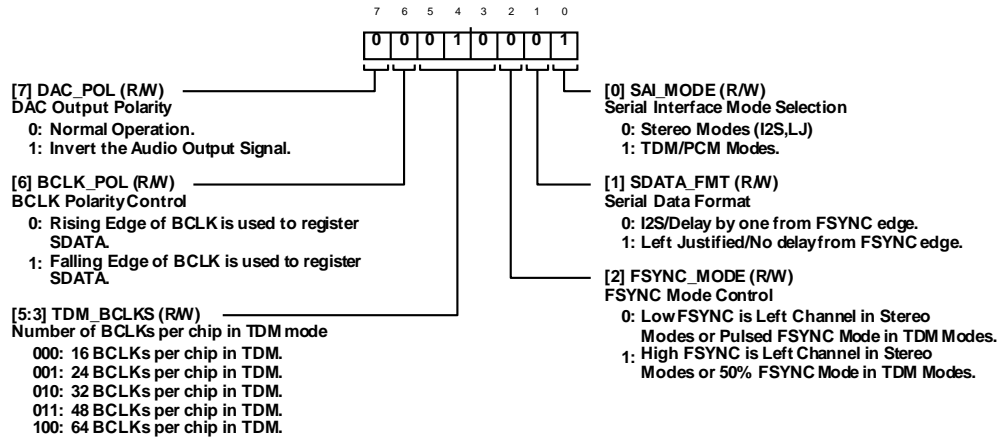 7 6 5 4 3 2 1 0
0 0 0 1 0 0 0 1
[7] DAC_POL (R/W)
DAC Output Polarity
0: Normal Operation.
1: Invert the Audio Output Signal.
[6] BCLK_POL (R/W)
BCLK Polarity Control
0: Rising Edge of BCLK is used to register
SDATA.
1: Falling Edge of BCLK is used to register
SDATA.
[5:3] TDM_BCLKS (R/W)
Number of BCLKs per chip in TDM mode
000: 16 BCLKs per chip in TDM.
001: 24 BCLKs per chip in TDM.
010: 32 BCLKs per chip in TDM.
011: 48 BCLKs per chip in TDM.
100: 64 BCLKs per chip in TDM.
[0] SAI_MODE (R/W)
Serial Interface Mode Selection
0: Stereo Modes (I2S,LJ)
1: TDM/PCM Modes.
[1] SDATA_FMT (R/W)
Serial Data Format
0: I2S/Delay by one from FSYNC edge.
1: Left Justified/No delay from FSYNC edge.
[2] FSYNC_MODE (R/W)
FSYNC Mode Control
0: Low FSYNC is Left Channel in Stereo
Modes or Pulsed FSYNC Mode in TDM Modes.
1: High FSYNC is Left Channel in Stereo
Modes or 50% FSYNC Mode in TDM Modes.